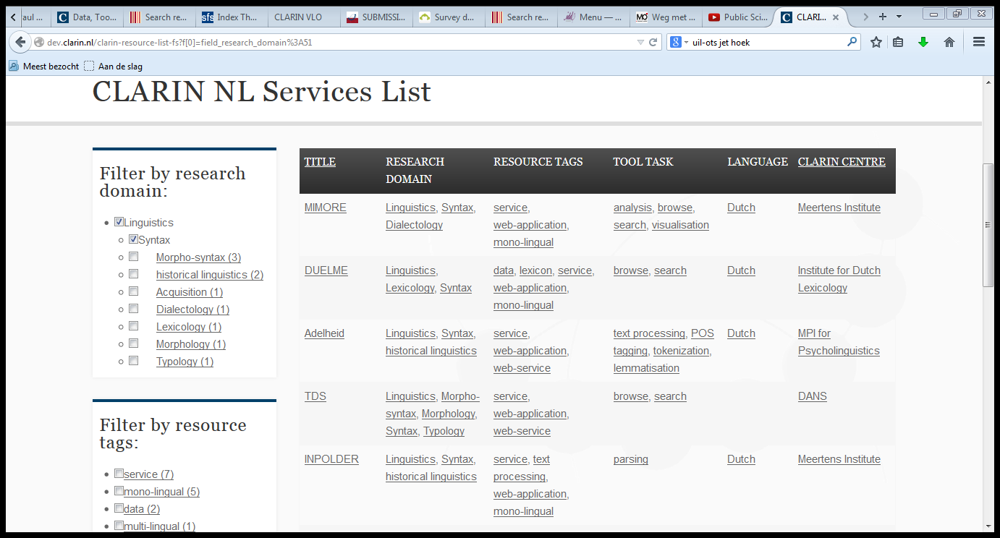 aul ...
Data, Too...
Search re...
sfs Index Th...
CLARIN VLO
SUBMISSI...
Survey d...
Search re...
Menu — ...
MO Weg met ...
Public Sci...
C CLARI...
dev.clarin.nl/clarin-resource-list-fs?f[0]=field_research_domain%3A51
8 uil-ots jet hoek
Meest bezocht
Aan de slag
CLARIN NL Services List
Filter by research
domain:
Linguistics
Syntax
Morpho-syntax (3)
historical linguistics (2)
Acquisition (1)
Dialectology (1)
Lexicology (1)
Morphology (1)
Typology (1)
Filter by resource
tags:
service (7)
mono-lingual (5)
data (2)
multi-lingual (1)
TITLE RESEARCH RESOURCE TAGS TOOL TASK LANGUAGE CLARIN CENTRE
DOMAIN
MIMORE Linguistics, Syntax, service, analysis, browse, Dutch Meertens Institute
Dialectology web-application, search, visualisation
mono-lingual
DUELME Linguistics, data, lexicon, service, browse, search Dutch Institute for Dutch
Lexicology, Syntax web-application, Lexicology
mono-lingual
Adelheid Linguistics, Syntax, service, text processing, POS Dutch MPI for
historical linguistics web-application, tagging, tokenization, Psycholinguistics
web-service lemmatisation
TDS Linguistics, Morpho- service, browse, search DANS
syntax, Morphology, web-application,
Syntax, Typology web-service
INPOLDER Linguistics, Syntax, service, text parsing Dutch Meertens Institute
historical linguistics processing,
web-application,
mono-lingual